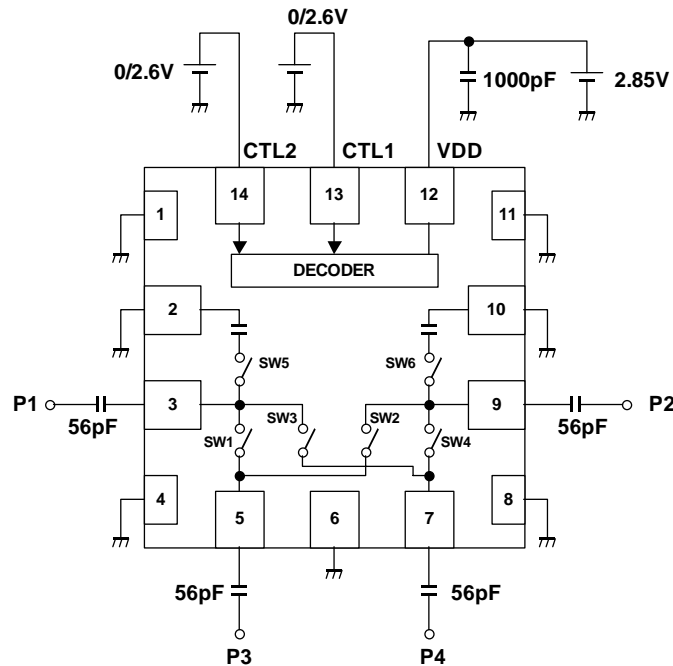 0/2.6V
0/2.6V
1000pF
2.85V
CTL2
CTL1
VDD
14
13
12
1
11
DECODER
2
10
SW5
SW6
P1
3
9
P2
56pF
SW3
SW2
56pF
SW1
SW4
4
8
5
6
7
56pF
56pF
P3
P4